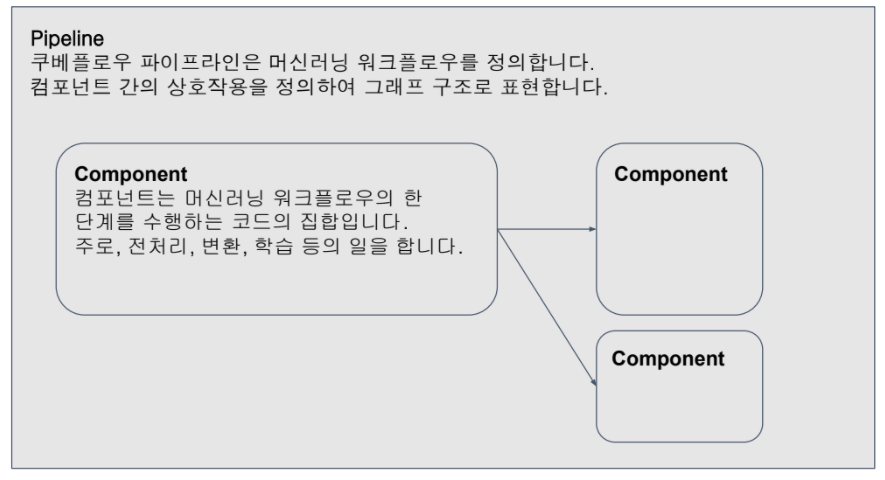 Pipeline
쿠베플로우 파이프라인은 머신러닝 워크플로우를 정의합니다.
컴포넌트 간의 상호작용을 정의하여 그래프 구조로 표현합니다.
Component
컴포넌트는 머신러닝 워크플로우의 한
단계를 수행하는 코드의 집합입니다.
주로, 전처리, 변환, 학습 등의 일을 합니다.
Component
Component